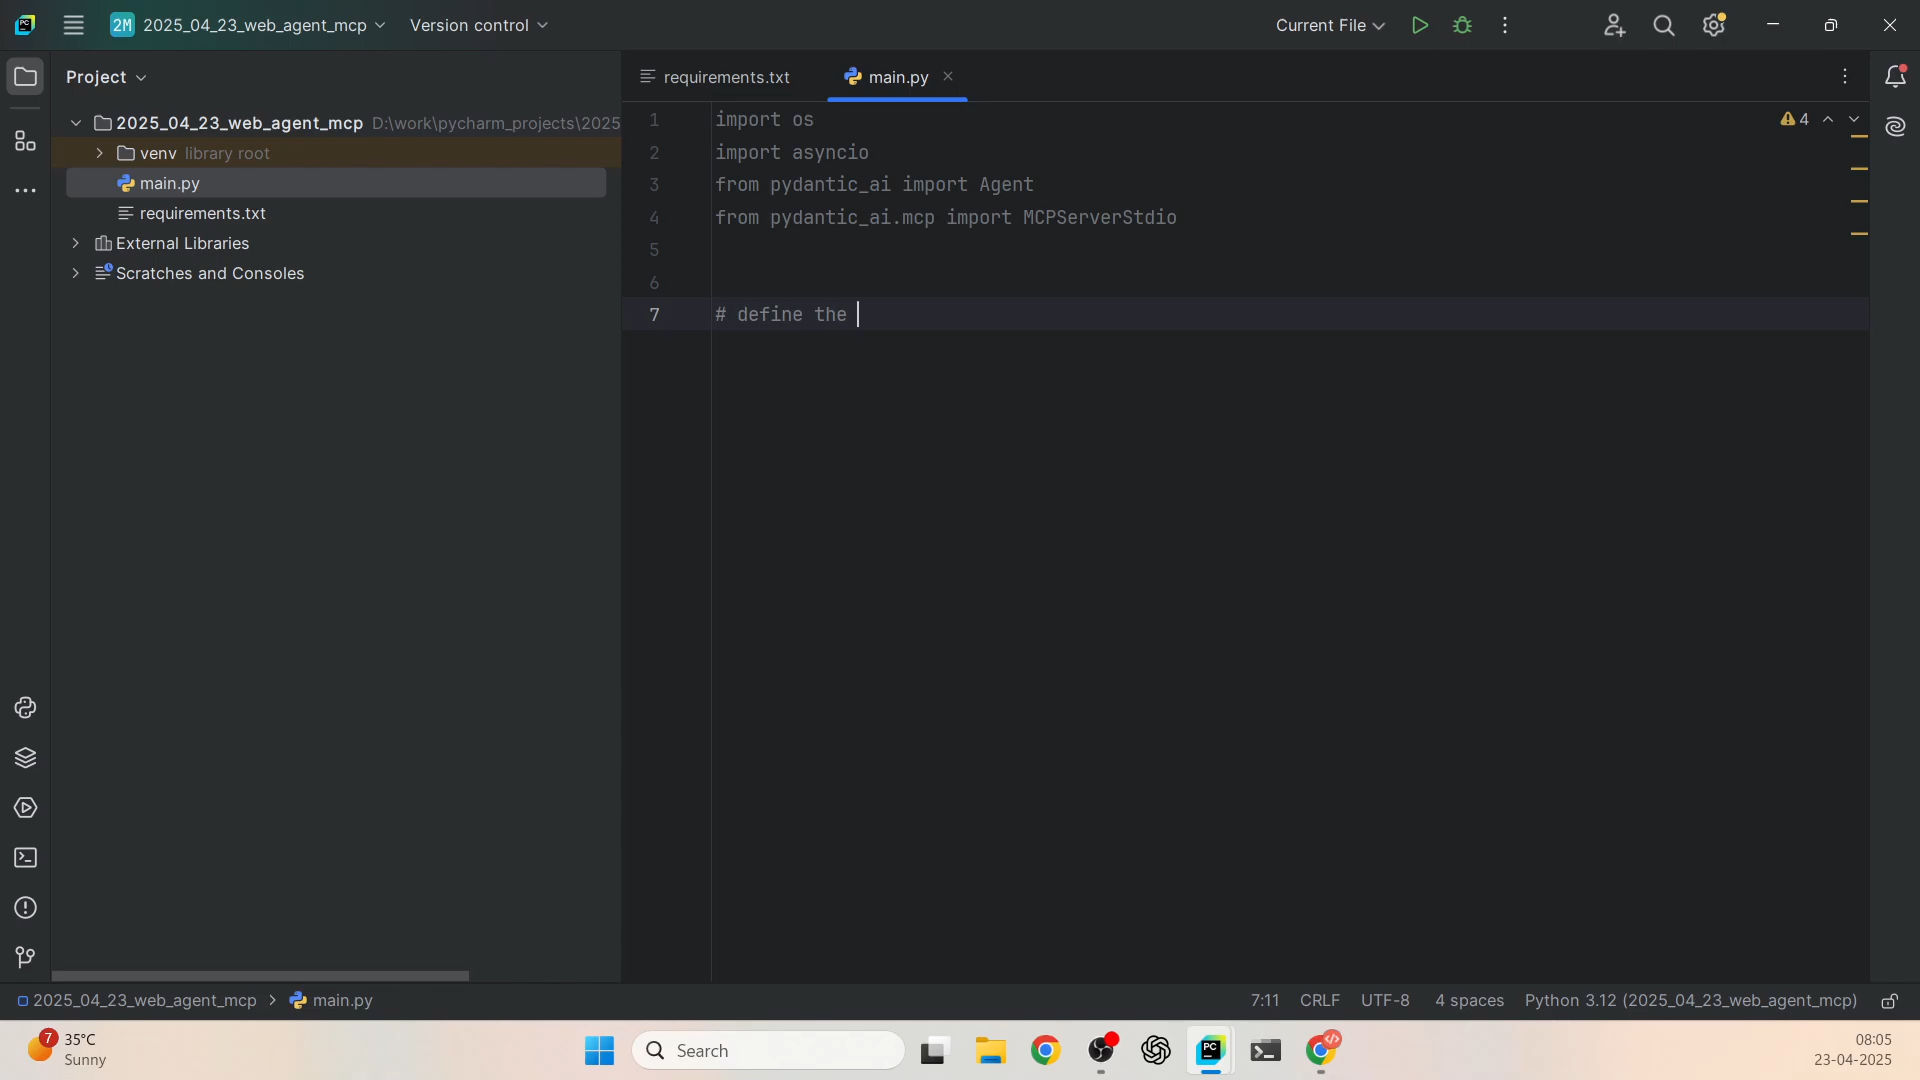 2M 2025_04_23_web_agent_mcp Version control Current File
Project
requirements.txt main.py
2025_04_23_web_agent_mcp D:\work\pycharm_projects\2025
venv library root
main.py
requirements.txt
External Libraries
Scratches and Consoles
1 import os
2 import asyncio
3 from pydantic_ai import Agent
4 from pydantic_ai.mcp import MCPServerStdio
5
6
7 # define the
4
2025_04_23_web_agent_mcp > main.py 7:11 CRLF UTF-8 4 spaces Python 3.12 (2025_04_23_web_agent_mcp)
7 35°C
Sunny
Search
08:05
23-04-2025